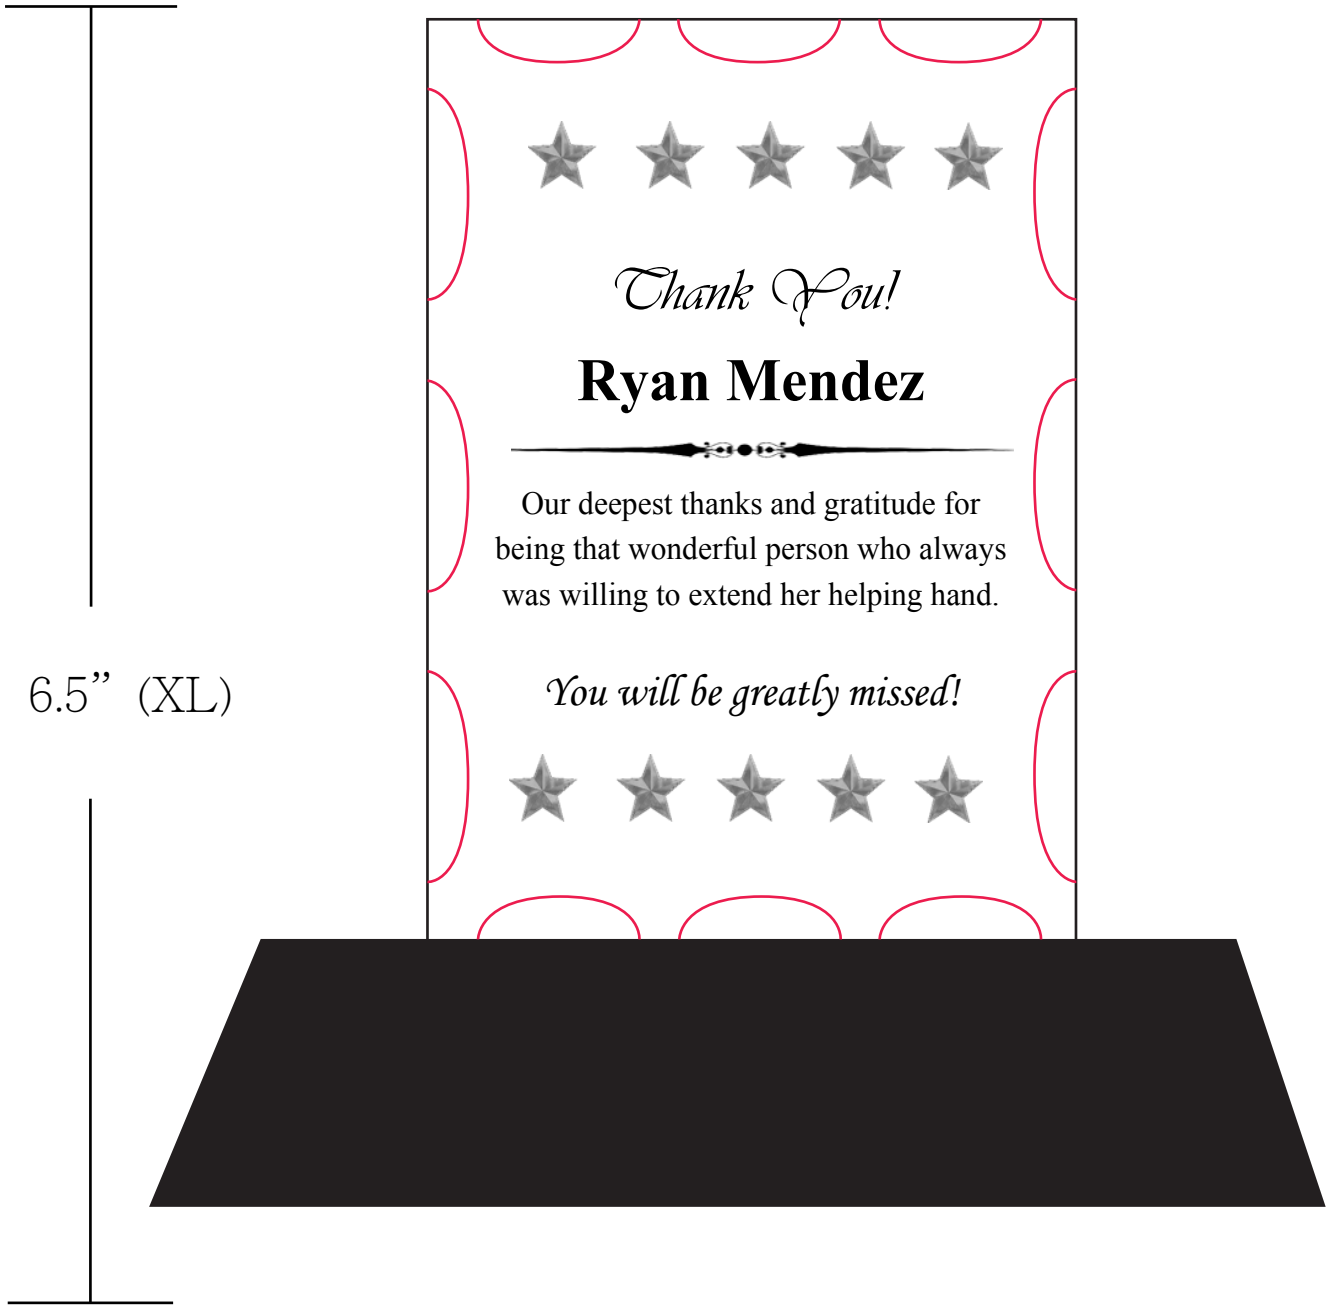 Thank You!
Ryan Mendez
Our deepest thanks and gratitude for
being that wonderful person who always
was willing to extend her helping hand.
6.5” (XL)
You will be greatly missed!